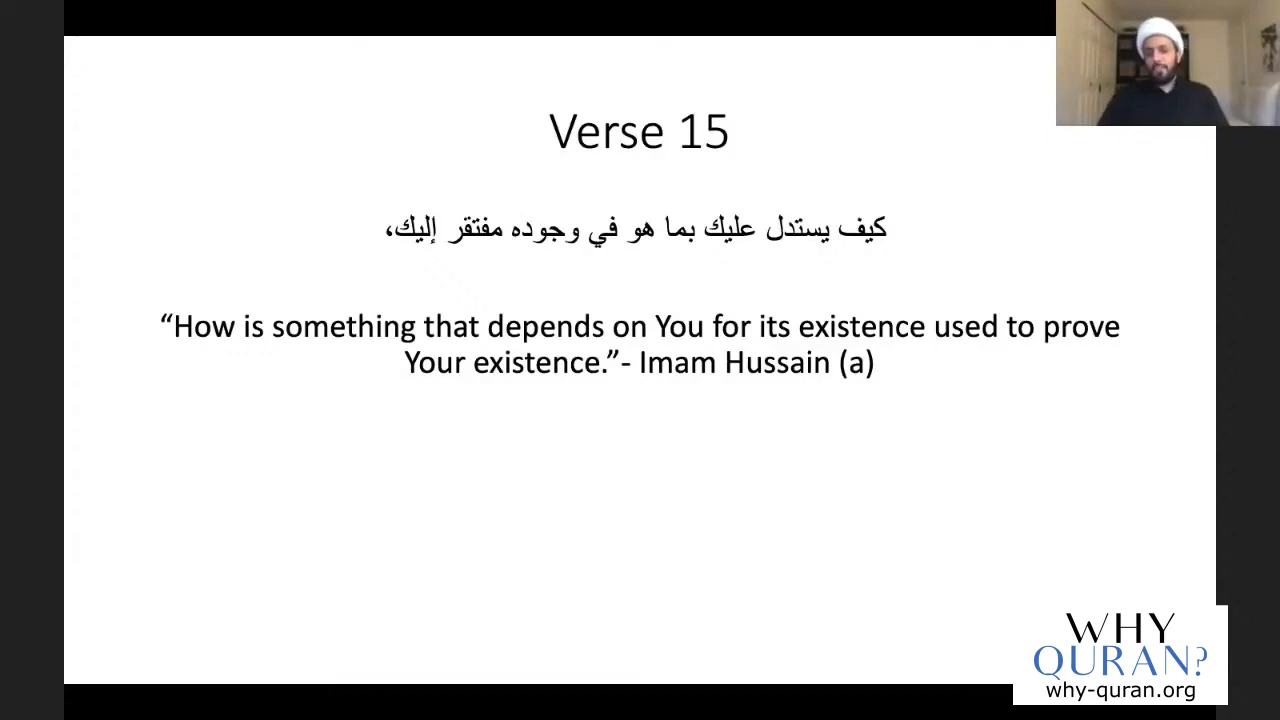 Verse 15
كيف يستدل عليك بما هو في وجوده مفتقر إليك،
“How is something that depends on You for its existence used to prove
Your existence.”- Imam Hussain (a)
WHY
QURAN?
why-quran.org